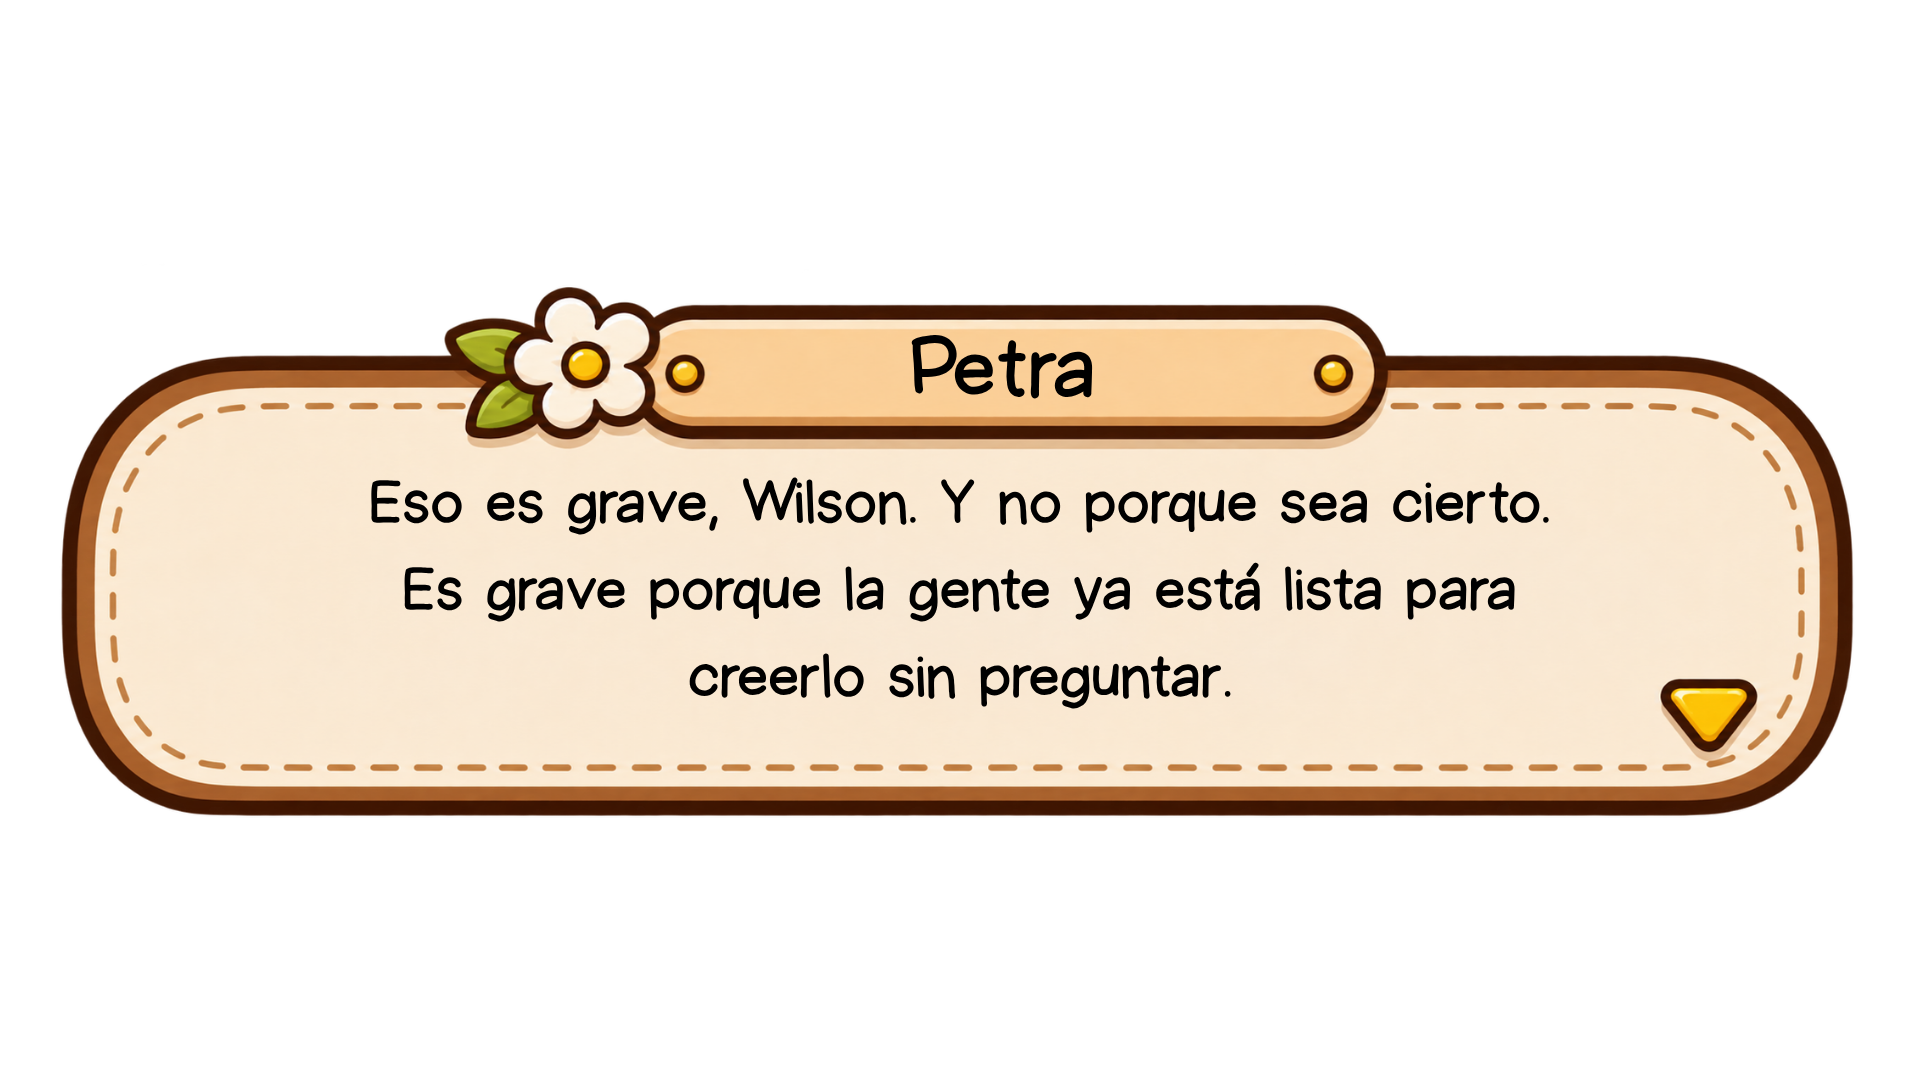 Petra
Eso es grave, Wilson. Y no porque sea cierto.
Es grave porque la gente ya está lista para
creerlo sin preguntar.